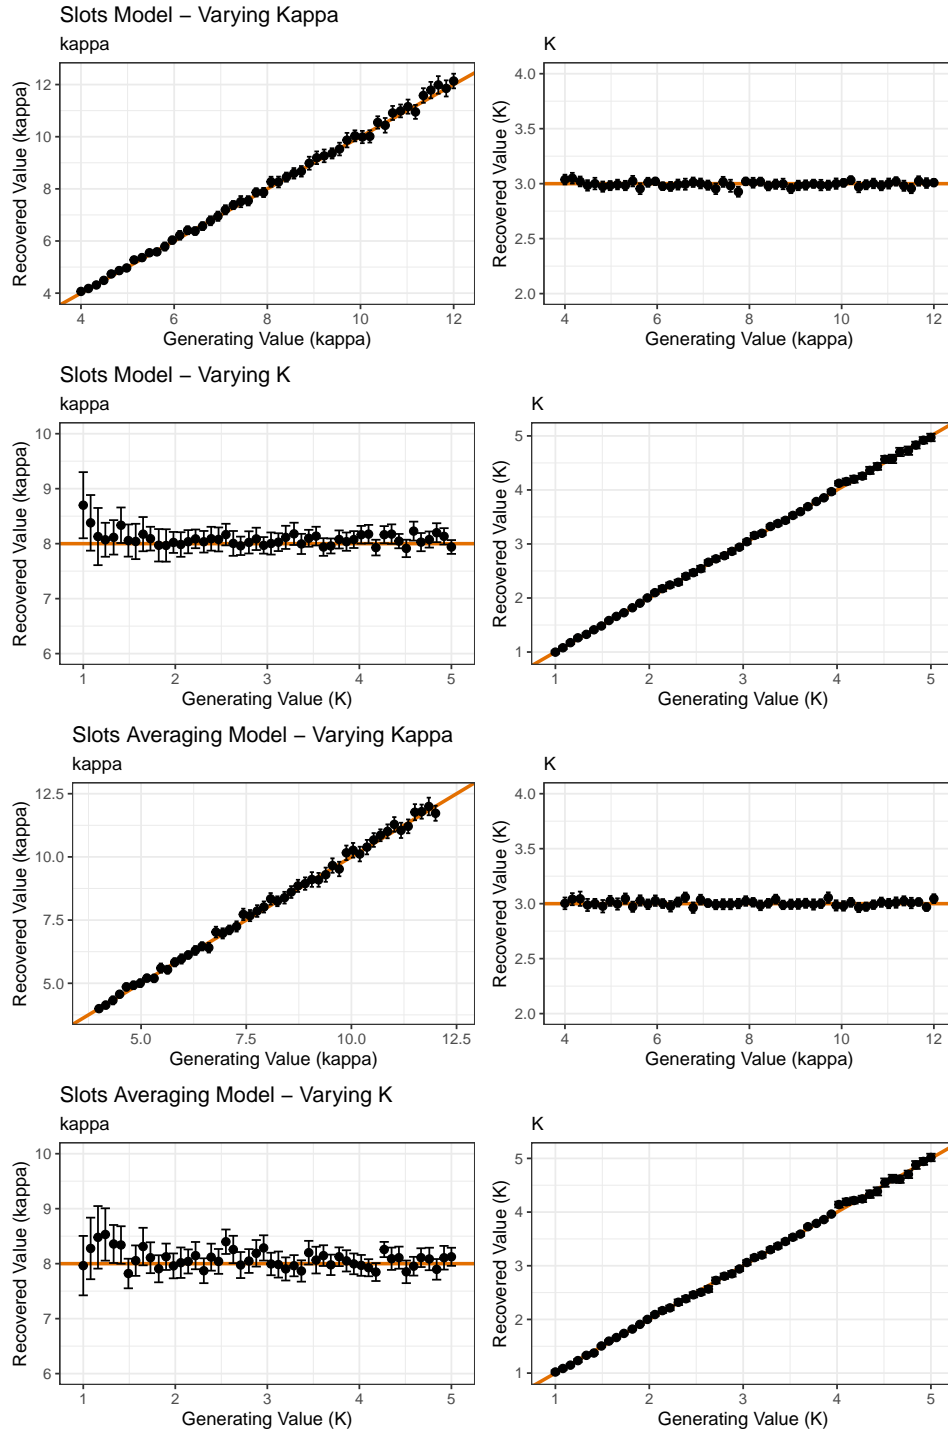 Slots Model − Varying Kappa
kappa
K
Recovered Value (kappa)
12
10
8
6
4
4 6 8 10 12
Generating Value (kappa)
Recovered Value (K)
4.0
3.5
3.0
2.5
2.0
4 6 8 10 12
Generating Value (kappa)
Slots Model − Varying K
kappa
K
Recovered Value (kappa)
10
9
8
7
6
1 2 3 4 5
Generating Value (K)
Recovered Value (K)
5
4
3
2
1
1 2 3 4 5
Generating Value (K)
Slots Averaging Model − Varying Kappa
kappa
K
Recovered Value (kappa)
12.5
10.0
7.5
5.0
5.0 7.5 10.0 12.5
Generating Value (kappa)
Recovered Value (K)
4.0
3.5
3.0
2.5
2.0
4 6 8 10 12
Generating Value (kappa)
Slots Averaging Model − Varying K
kappa
K
Recovered Value (kappa)
10
9
8
7
6
1 2 3 4 5
Generating Value (K)
Recovered Value (K)
5
4
3
2
1
1 2 3 4 5
Generating Value (K)